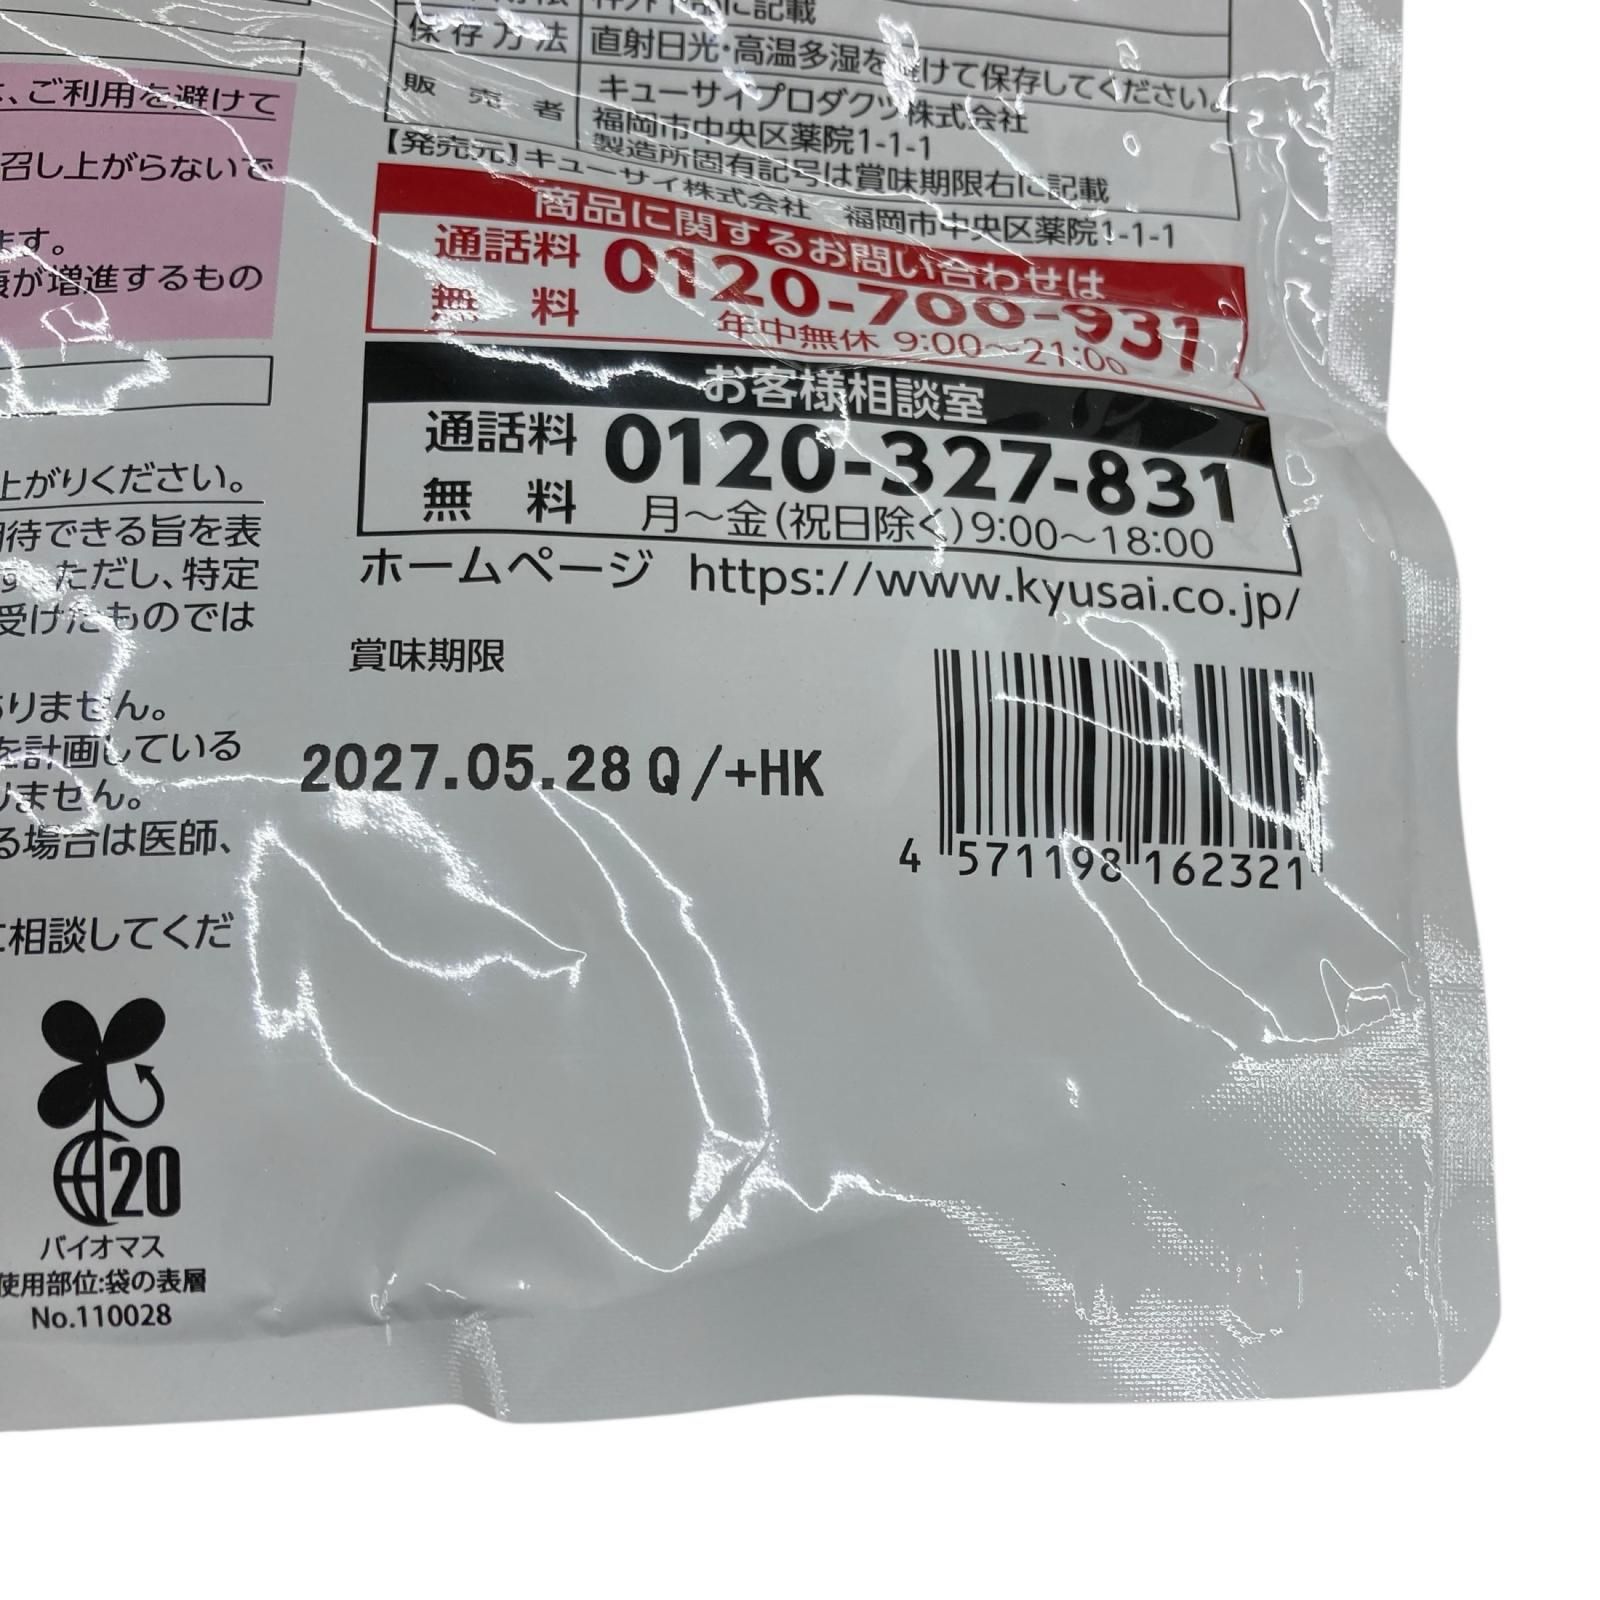 枠外下部に記載
保存方法 直射日光・高温多湿を避けて保存してください。
販売者 キューサイプロダクツ株式会社
福岡市中央区薬院1-1-1
製造所固有記号は賞味期限右に記載
【発売元】キューサイ株式会社 福岡市中央区薬院1-1-1
商品に関するお問い合わせは
通話料無料 0120-700-931
年中無休 9:00～21:00
お客様相談室
通話料無料 0120-327-831
月～金(祝日除く)9:00～18:00
ホームページ https://www.kyusai.co.jp/
賞味期限
2027.05.28 Q/+HK
4 571198 162321
、ご利用を避けて
召し上がらないで
ます。
が増進するもの
上がりください。
期待できる旨を表
す。ただし、特定
受けたものでは
ありません。
を計画している
りません。
る場合は医師、
に相談してくだ
20
バイオマス
使用部位:袋の表層
No.110028